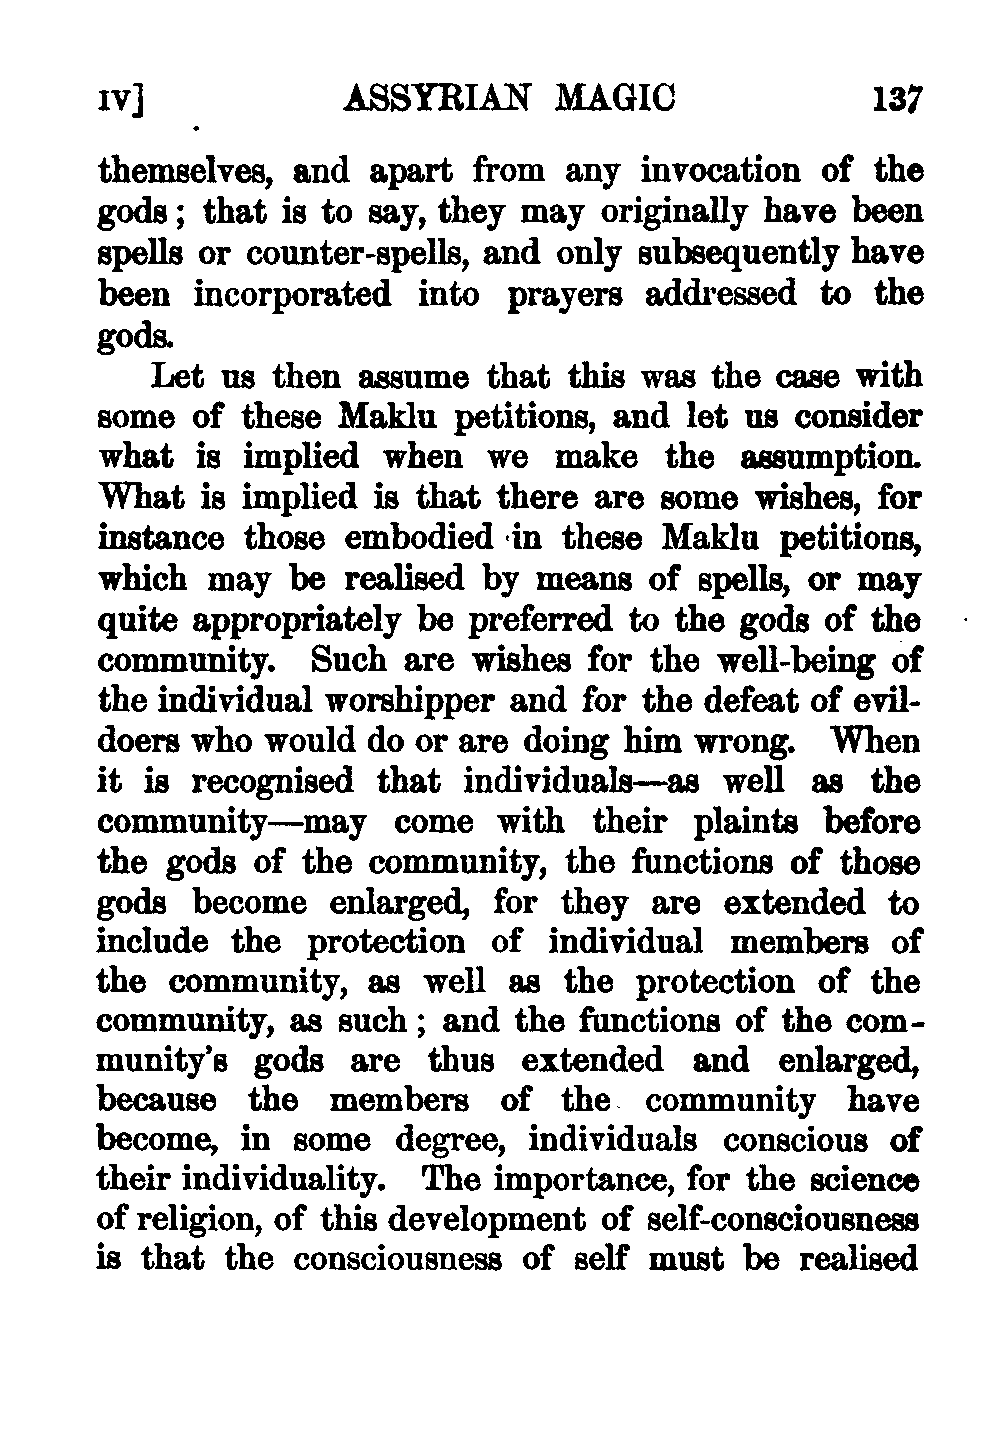 IV] ASSYRIAN MAGIC 137
themselves, and apart from any invocation of the
gods; that is to say, they may originally have been
spells or counter-spells, and only subsequently have
been incorporated into prayers addressed to the
gods.
Let us then assume that this was the case with
some of these Maklu petitions, and let us consider
what is implied when we make the assumption.
What is implied is that there are some wishes, for
instance those embodied in these Maklu petitions,
which may be realised by means of spells, or may
quite appropriately be preferred to the gods of the
community. Such are wishes for the well-being of
the individual worshipper and for the defeat of evil-
doers who would do or are doing him wrong. When
it is recognised that individuals—as well as the
community—may come with their plaints before
the gods of the community, the functions of those
gods become enlarged, for they are extended to
include the protection of individual members of
the community, as well as the protection of the
community, as such; and the functions of the com-
munity's gods are thus extended and enlarged,
because the members of the community have
become, in some degree, individuals conscious of
their individuality. The importance, for the science
of religion, of this development of self-consciousness
is that the consciousness of self must be realised